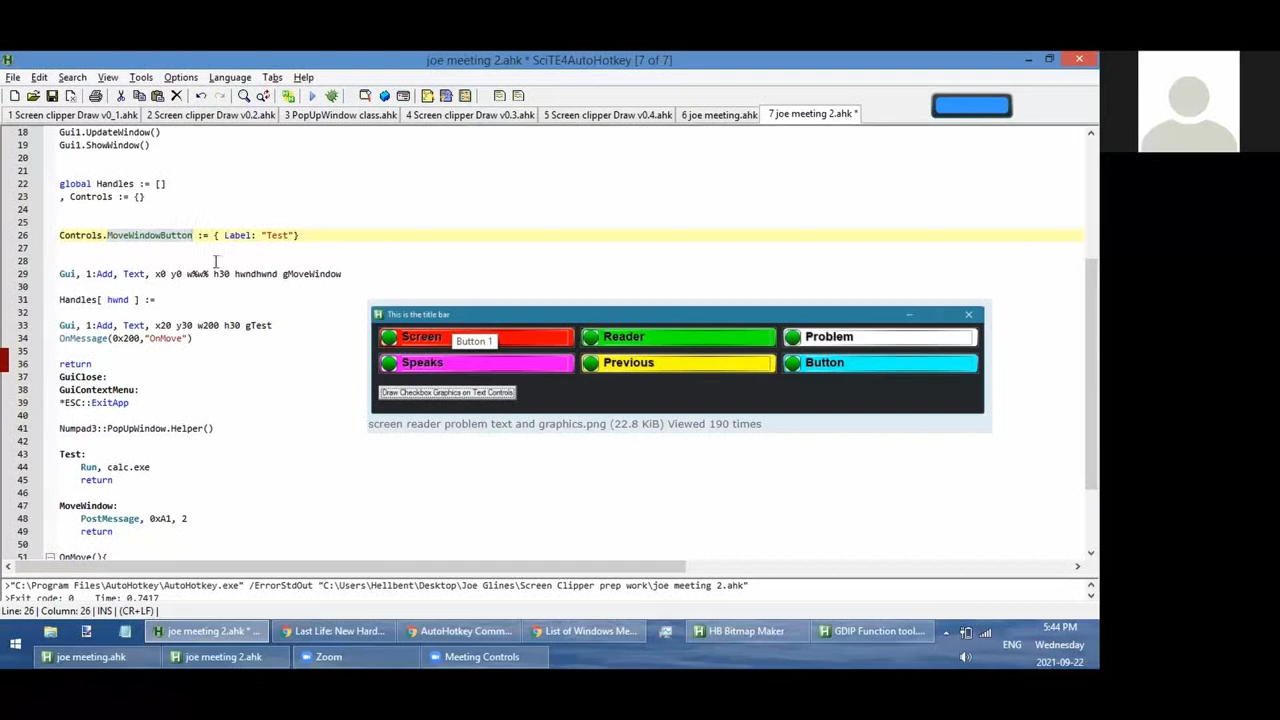 joe meeting 2.ahk * SciTE4AutoHotkey [7 of 7]
File Edit Search View Tools Options Language Tabs Help
1 Screen clipper Draw v0_1.ahk 2 Screen clipper Draw v0.2.ahk 3 PopUpWindow class.ahk 4 Screen clipper Draw v0.3.ahk 5 Screen clipper Draw v0.4.ahk 6 joe meeting.ahk 7 joe meeting 2.ahk *
18 Gui1.UpdateWindow()
19 Gui1.ShowWindow()
20
21
22 global Handles := []
23 , Controls := {}
24
25
26 Controls.MoveWindowButton := { Label: "Test"}
27
28
29 Gui, 1:Add, Text, x0 y0 w%w% h30 hwndhwnd gMoveWindow
30
31 Handles[ hwnd ] :=
32
33 Gui, 1:Add, Text, x20 y30 w200 h30 gTest
34 OnMessage(0x200,"OnMove")
35
36 return
37 GuiClose:
38 GuiContextMenu:
39 *ESC::ExitApp
40
41 Numpad3::PopUpWindow.Helper()
42
43 Test:
44 Run, calc.exe
45 return
46
47 MoveWindow:
48 PostMessage, 0xA1, 2
49 return
50
51 OnMove(){
This is the title bar
Screen Reader Problem
Button 1
Speaks Previous Button
Draw Checkbox Graphics on Text Controls
screen reader problem text and graphics.png (22.8 KiB) Viewed 190 times
>"C:\Program Files\AutoHotkey\AutoHotkey.exe" /ErrorStdOut "C:\Users\Hellbent\Desktop\Joe Glines\Screen Clipper prep work\joe meeting 2.ahk"
>Exit code: 0 Time: 0.7417
Line: 26 | Column: 26 | INS | (CR+LF) |
joe meeting 2.ahk * ... Last Life: New Hard... AutoHotkey Comm... List of Windows Me... HB Bitmap Maker GDIP Function tool....
joe meeting.ahk joe meeting 2.ahk Zoom Meeting Controls
ENG
5:44 PM
Wednesday
2021-09-22